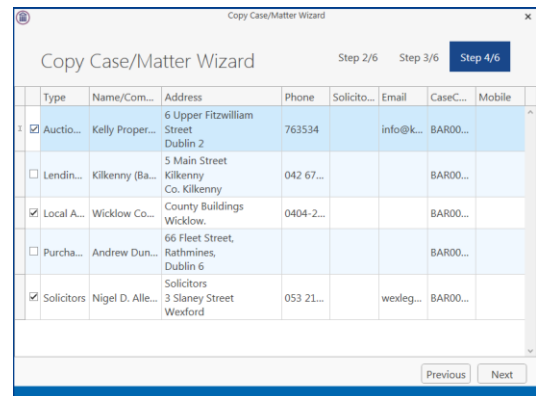 Copy Case/Matter Wizard
Copy Case/Matter Wizard Step 2/6 Step 3/6 Step 4/6
Type Name/Com... Address Phone Solicito... Email CaseC... Mobile
Auctio... Kelly Proper... 6 Upper Fitzwilliam Street Dublin 2 763534 info@k... BAR00...
Lendin... Kilkenny (Ba... 5 Main Street Kilkenny Co. Kilkenny 042 67... BAR00...
Local A... Wicklow Co... County Buildings Wicklow. 0404-2... BAR00...
Purcha... Andrew Dun... 66 Fleet Street, Rathmines, Dublin 6 BAR00...
Solicitors Nigel D. Alle... Solicitors 3 Slaney Street Wexford 053 21... wexleg... BAR00...
Previous Next